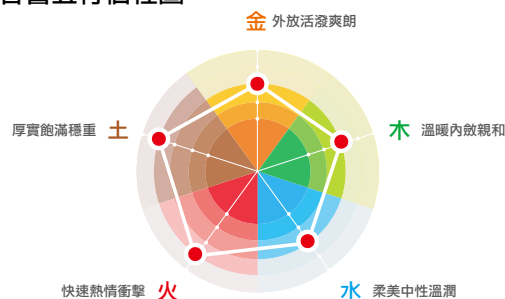 金 外放活潑爽朗
厚實飽滿穩重 土
木 溫暖內斂親和
快速熱情衝擊 火
水 柔美中性溫潤